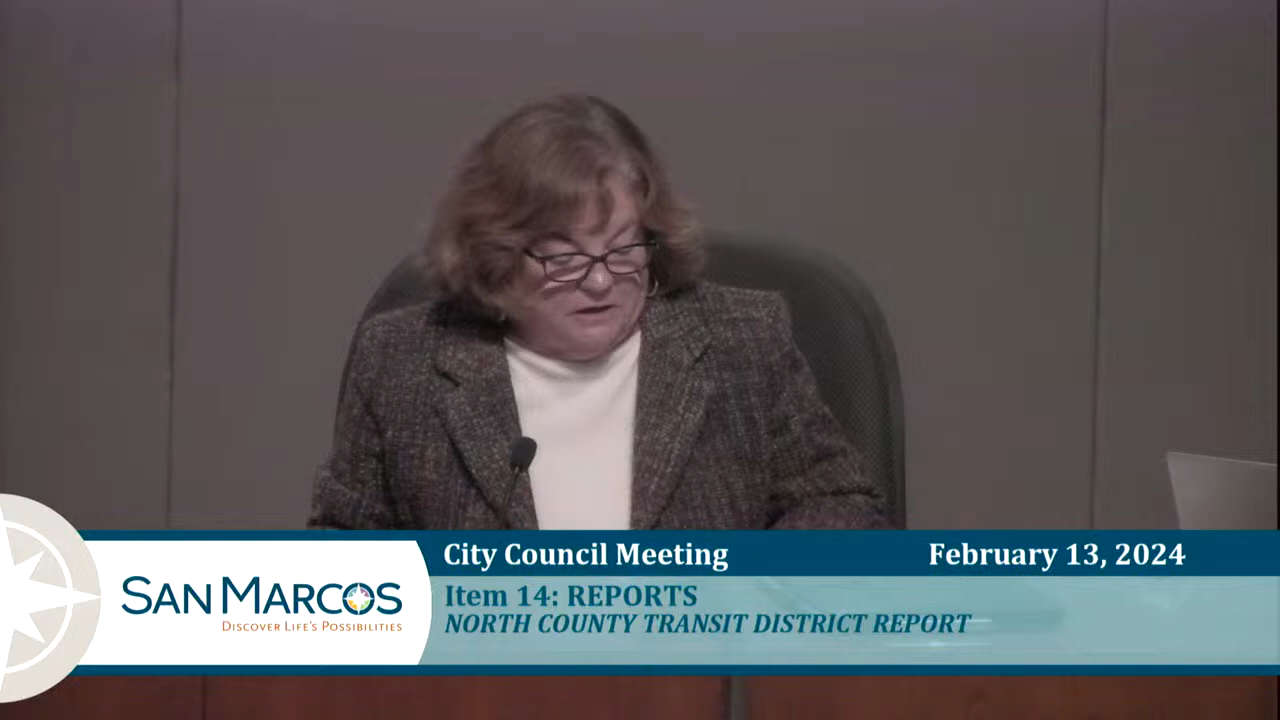 City Council Meeting
February 13, 2024
SAN MARCOS
DISCOVER LIFE'S POSSIBILITIES
Item 14: REPORTS
NORTH COUNTY TRANSIT DISTRICT REPORT